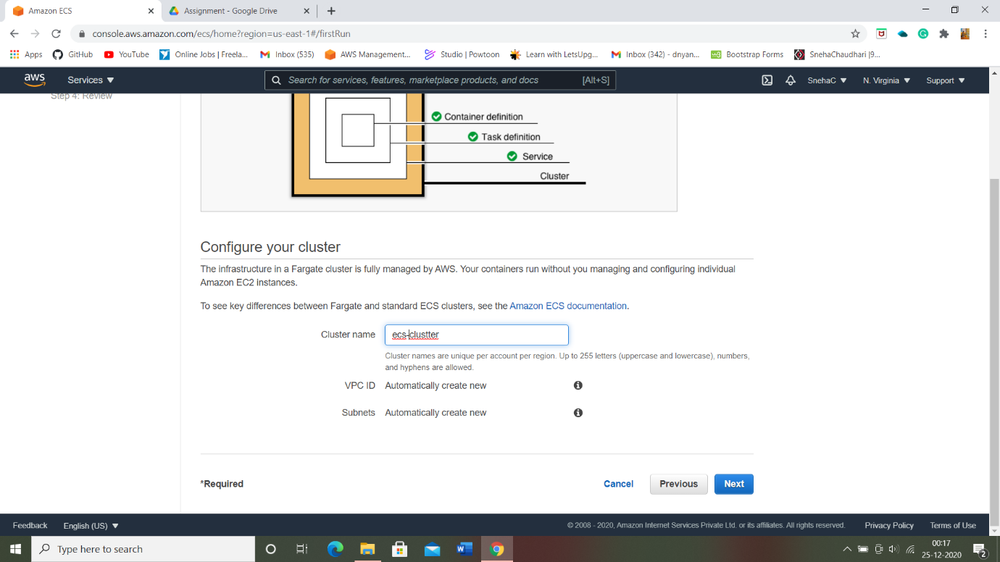 Amazon ECS
Assignment - Google Drive
console.aws.amazon.com/ecs/home?region=us-east-1#/firstRun
Apps GitHub YouTube Online Jobs | Freela... Inbox (535) AWS Management... Studio | Powtoon Learn with LetsUpg... Inbox (342) - dnyan... Bootstrap Forms SnehaChaudhari |9...
aws Services Search for services, features, marketplace products, and docs [Alt+S] SnehaC N. Virginia Support
Step 4: Review
Container definition
Task definition
Service
Cluster
Configure your cluster
The infrastructure in a Fargate cluster is fully managed by AWS. Your containers run without you managing and configuring individual
Amazon EC2 instances.
To see key differences between Fargate and standard ECS clusters, see the Amazon ECS documentation.
Cluster name ecs-clustter
Cluster names are unique per account per region. Up to 255 letters (uppercase and lowercase), numbers,
and hyphens are allowed.
VPC ID Automatically create new
Subnets Automatically create new
*Required Cancel Previous Next
Feedback English (US) © 2008 - 2020, Amazon Internet Services Private Ltd. or its affiliates. All rights reserved. Privacy Policy Terms of Use
Type here to search
00:17
25-12-2020
2